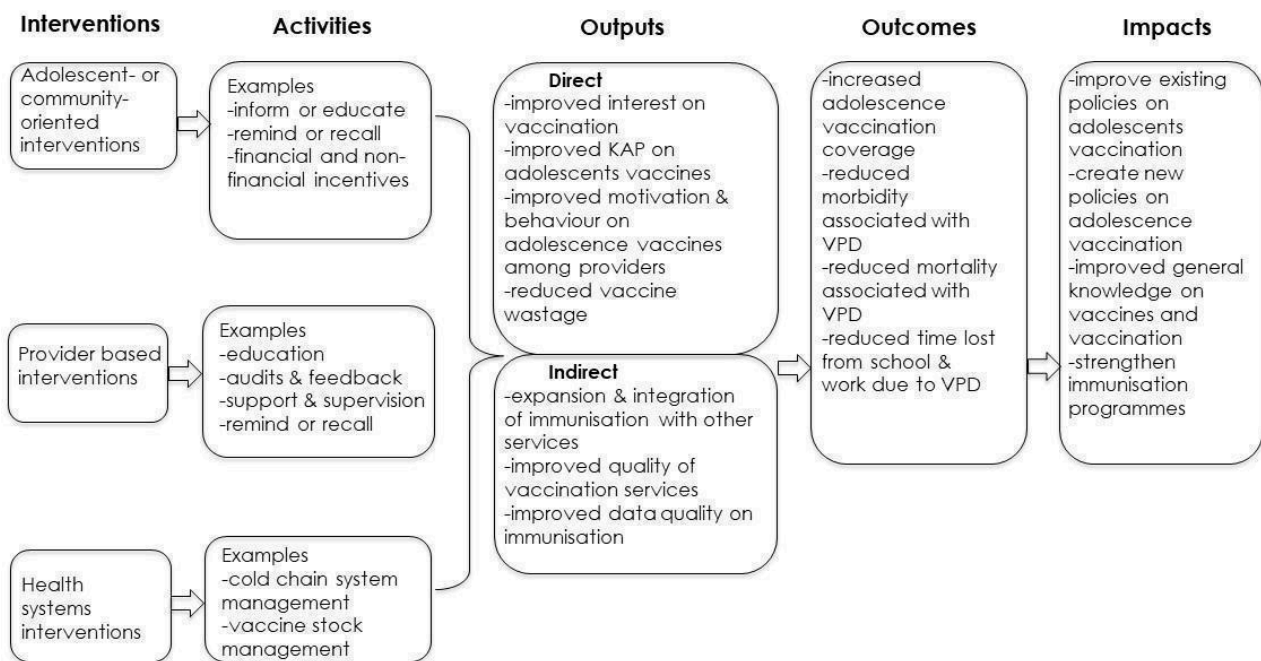 Interventions
Activities
Outputs
Outcomes
Impacts
Adolescent- or
community-
oriented
interventions
Examples
-inform or educate
-remind or recall
-financial and non-
financial incentives
Provider based
interventions
Examples
-education
-audits & feedback
-support & supervision
-remind or recall
Health
systems
interventions
Examples
-cold chain system
management
-vaccine stock
management
Direct
-improved interest on
vaccination
-improved KAP on
adolescents vaccines
-improved motivation &
behaviour on
adolescence vaccines
among providers
-reduced vaccine
wastage
Indirect
-expansion & integration
of immunisation with other
services
-improved quality of
vaccination services
-improved data quality on
immunisation
-increased
adolescence
vaccination
coverage
-reduced
morbidity
associated with
VPD
-reduced mortality
associated with
VPD
-reduced time lost
from school &
work due to VPD
-improve existing
policies on
adolescents
vaccination
-create new
policies on
adolescence
vaccination
-improved general
knowledge on
vaccines and
vaccination
-strengthen
immunisation
programmes